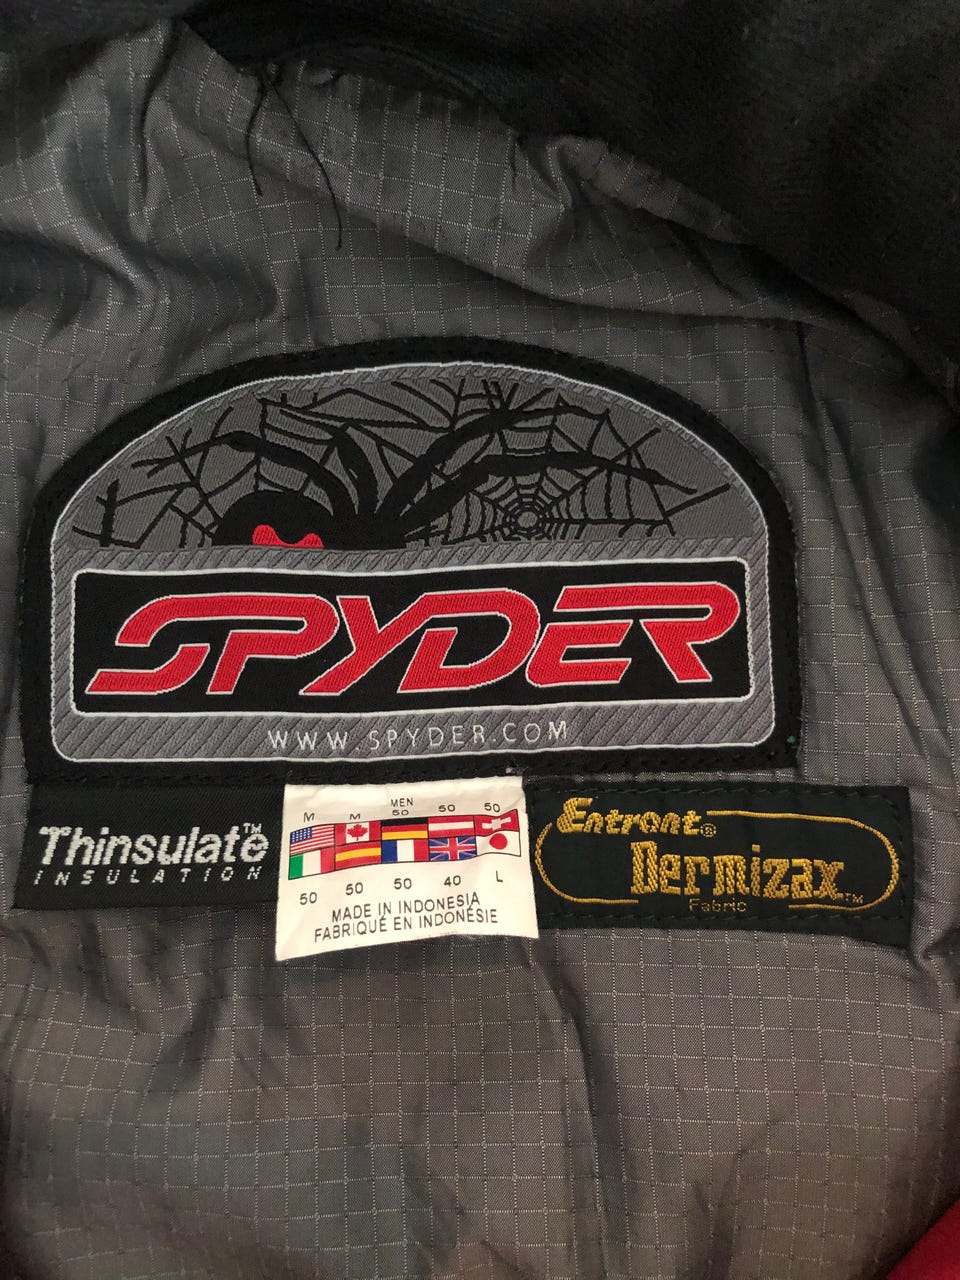 SPYDER
WWW.SPYDER.COM
Thinsulate™
INSULATION
MEN
M M 50 50 50
50 50 50 40 L
MADE IN INDONESIA
FABRIQUÉ EN INDONÉSIE
Entrant®
Dermizax™
Fabric